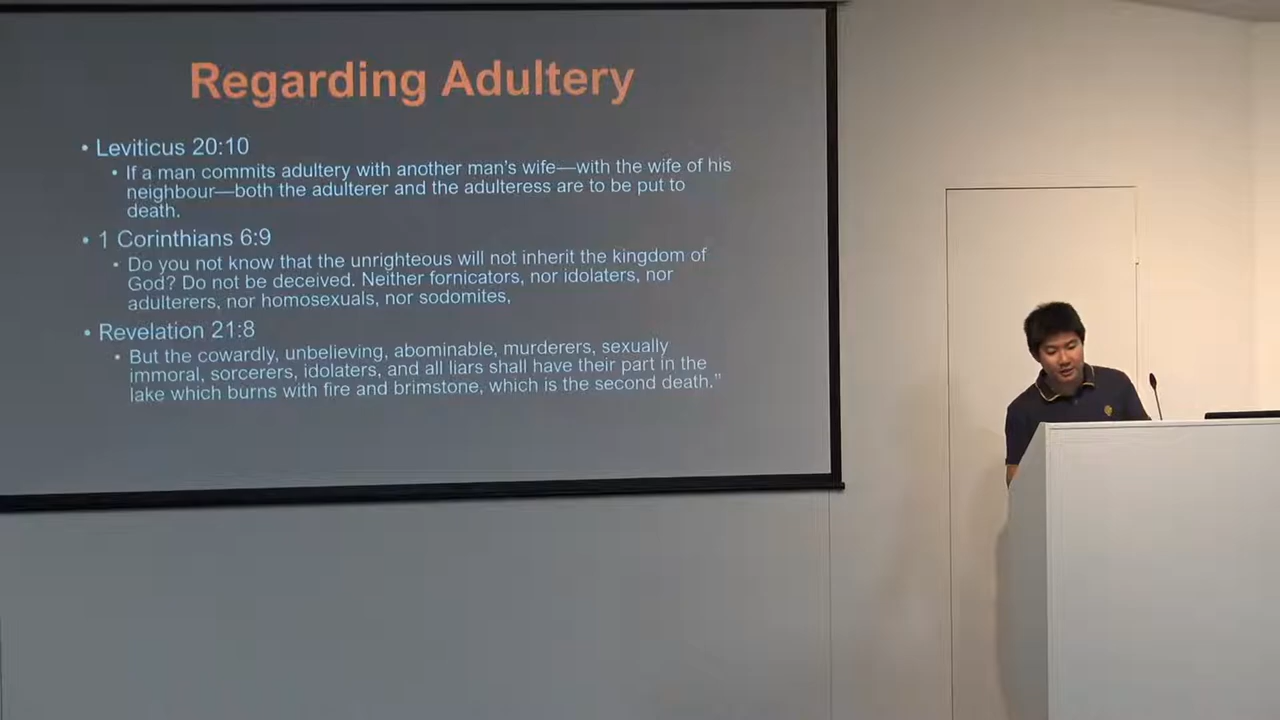 Regarding Adultery
• Leviticus 20:10
• If a man commits adultery with another man's wife—with the wife of his
neighbour—both the adulterer and the adulteress are to be put to
death.
• 1 Corinthians 6:9
• Do you not know that the unrighteous will not inherit the kingdom of
God? Do not be deceived. Neither fornicators, nor idolaters, nor
adulterers, nor homosexuals, nor sodomites,
• Revelation 21:8
• But the cowardly, unbelieving, abominable, murderers, sexually
immoral, sorcerers, idolaters, and all liars shall have their part in the
lake which burns with fire and brimstone, which is the second death.”